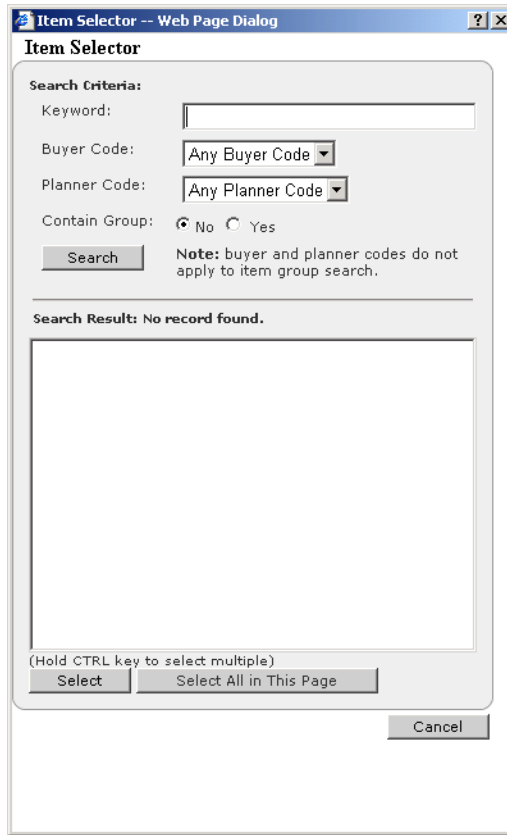 Item Selector -- Web Page Dialog
Item Selector
Search Criteria:
Keyword:
Buyer Code: Any Buyer Code
Planner Code: Any Planner Code
Contain Group: No Yes
Search Note: buyer and planner codes do not
apply to item group search.
Search Result: No record found.
(Hold CTRL key to select multiple)
Select Select All in This Page
Cancel